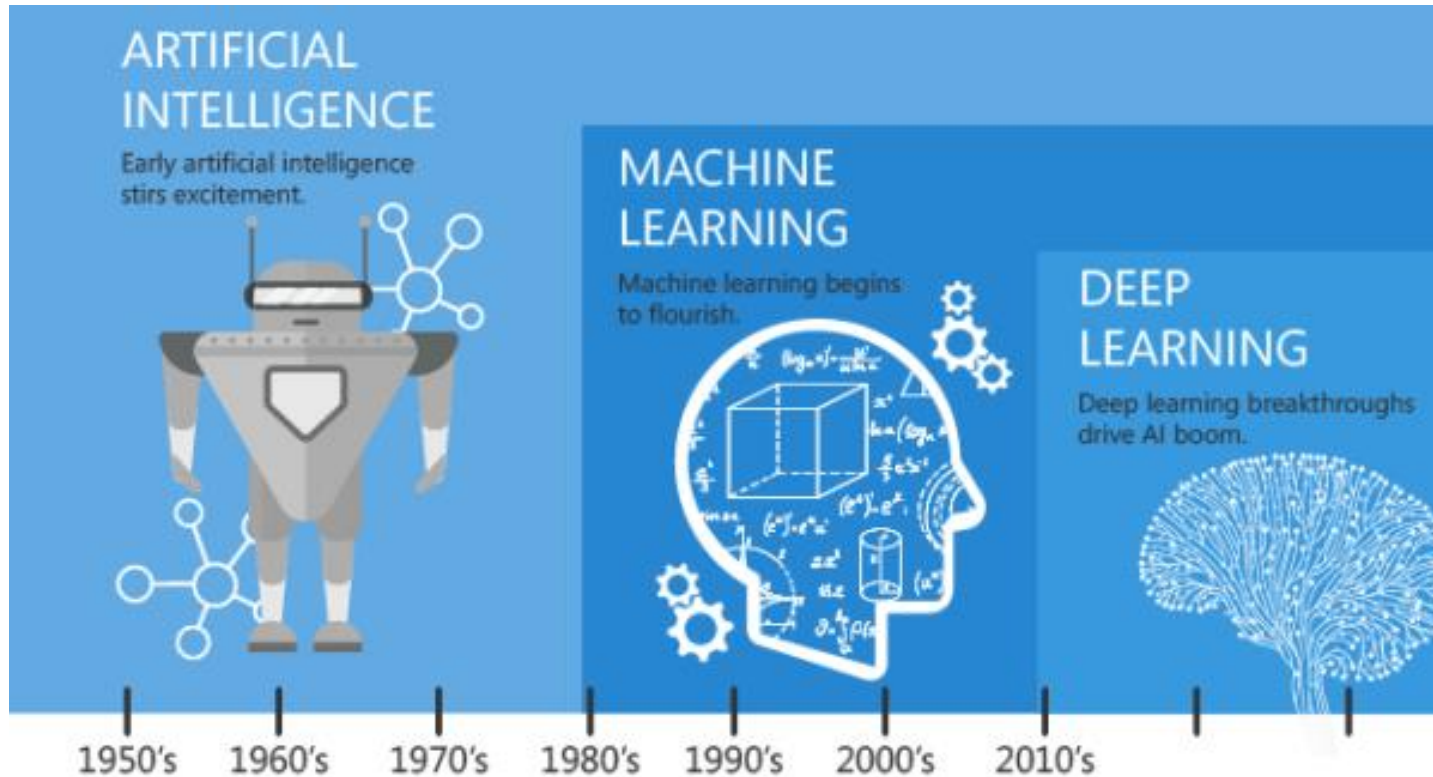 ARTIFICIAL
INTELLIGENCE
Early artificial intelligence
stirs excitement.
MACHINE
LEARNING
Machine learning begins
to flourish.
DEEP
LEARNING
Deep learning breakthroughs
drive AI boom.
1950's 1960's 1970's 1980's 1990's 2000's 2010's